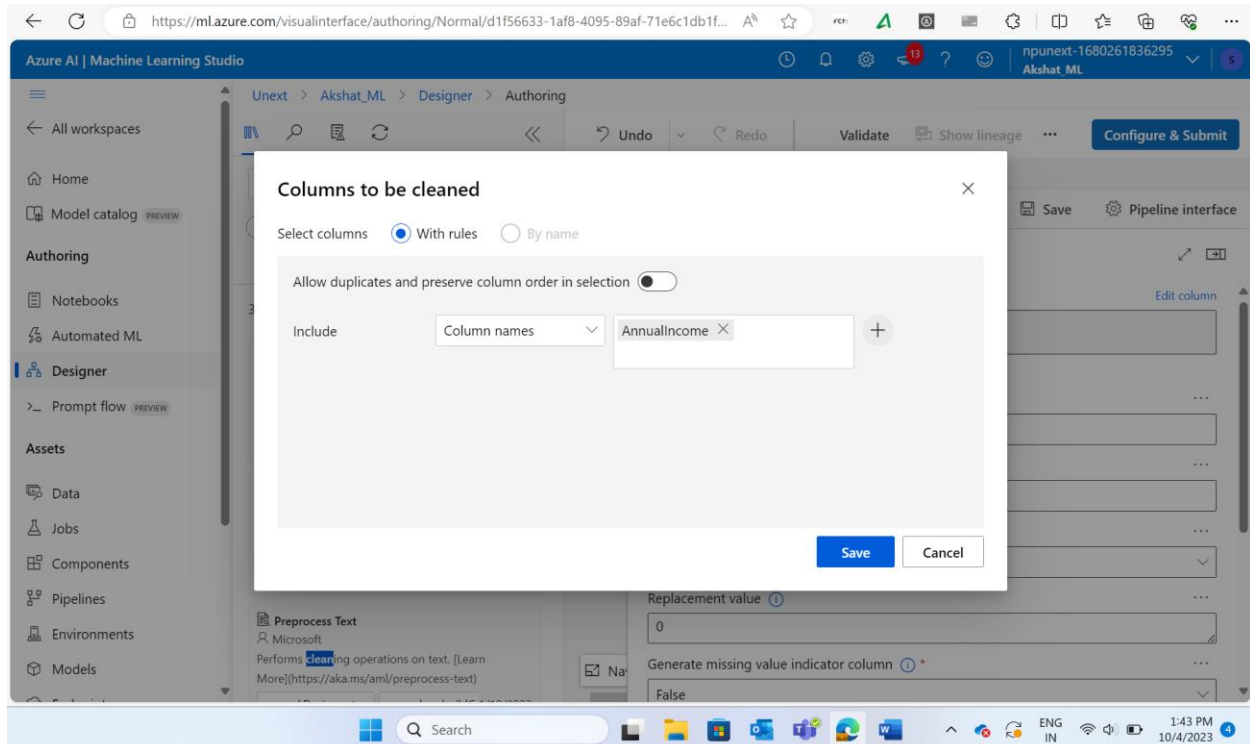 https://ml.azure.com/visualinterface/authoring/Normal/d1f56633-1af8-4095-89af-71e6c1db1f...
Azure AI | Machine Learning Studio
13
npunext-1680261836295
Akshat_ML
S
All workspaces
Home
Model catalog PREVIEW
Authoring
Notebooks
Automated ML
Designer
Prompt flow PREVIEW
Assets
Data
Jobs
Components
Pipelines
Environments
Models
Unext > Akshat_ML > Designer > Authoring
Undo
Redo
Validate
Show lineage
Configure & Submit
Save
Pipeline interface
Edit column
Columns to be cleaned
Select columns
With rules
By name
Allow duplicates and preserve column order in selection
Include
Column names
AnnualIncome
Save
Cancel
Preprocess Text
Microsoft
Performs cleaning operations on text. [Learn
More](https://aka.ms/aml/preprocess-text)
Replacement value
0
Generate missing value indicator column *
False
Search
ENG
IN
1:43 PM
10/4/2023
4